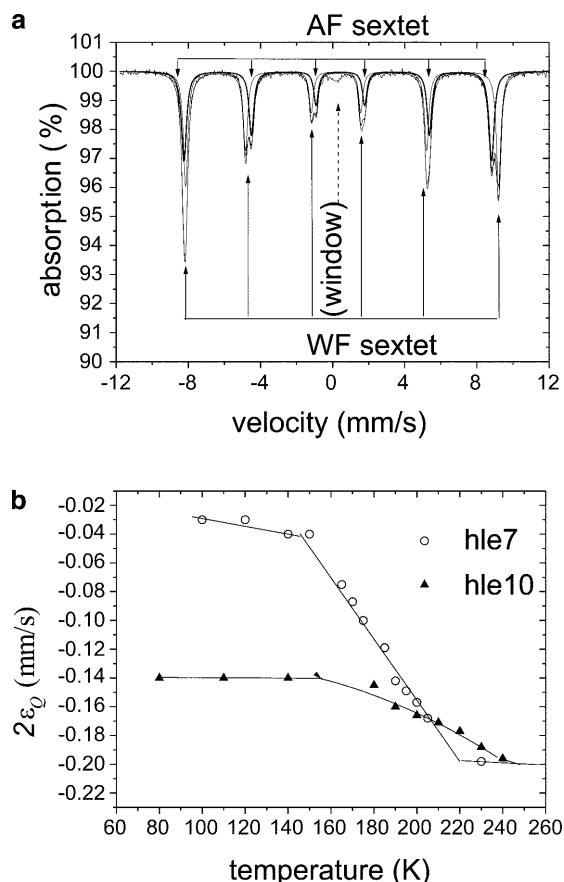 a
AF sextet
101
100
99
98
97
96
95
94
93
92
91
90
absorption (%)
(window)
WF sextet
-12 -8 -4 0 4 8 12
velocity (mm/s)
b
-0.02
-0.04
-0.06
-0.08
-0.10
-0.12
-0.14
-0.16
-0.18
-0.20
-0.22
2εQ (mm/s)
hle7
hle10
60 80 100 120 140 160 180 200 220 240 260
temperature (K)